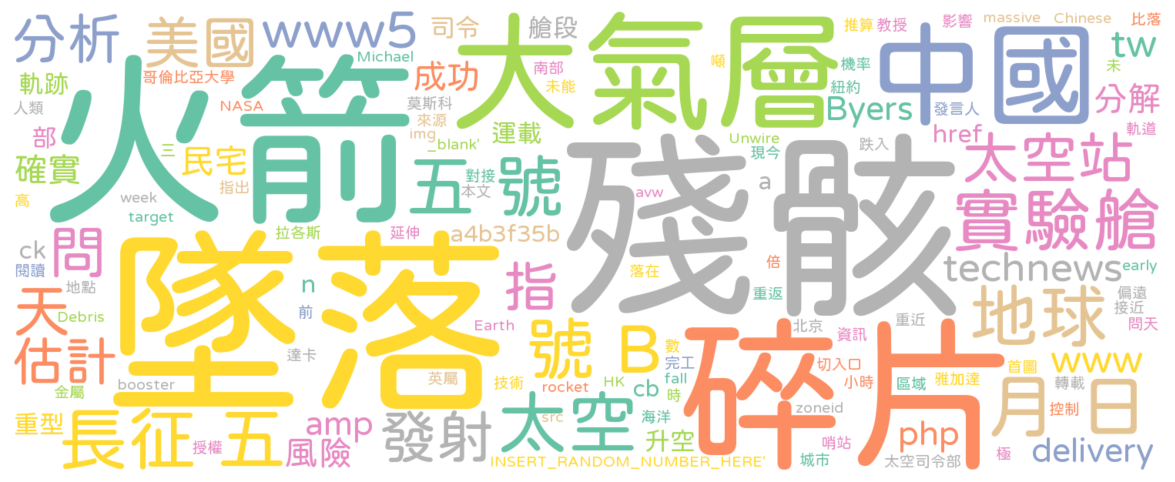 分析
美國
www5
司令
艙段
大氣層
推算
教授
影響
massive
Chinese
比落
中國
tw
未
Michael
哥倫比亞大學
軌跡
成功
南部
未能
噸
機率
紐約
Byers
發言人
分解
人類
NASA
火箭
莫斯科
來源
img
運載
_blank'
Unwire
現今
跌入
href
軌道
部
三
民宅
確實
指出
五
號
對接
本文
殘骸
太空站
高
week
target
拉各斯
延伸
a4b3f35b
avw
a
倍
實驗艙
ck
問
閱讀
地點
墜落
n
前
指
落在
重返
technews
early
偏遠
接近
問天
天
Debris
達卡
Earth
號
B
北京
重近
資訊
地球
估計
金屬
booster
英屬
技術
rocket
HK
cb
數
完工
fall
時
碎片
切入口
小時
區域
雅加達
首圖
www
轉載
重型
長征
五
授權
amp
風險
發射
太空
src
海洋
升空
zoneid
哨站
城市
php
太空司令部
月
日
控制
極
delivery
INSERT_RANDOM_NUMBER_HERE'